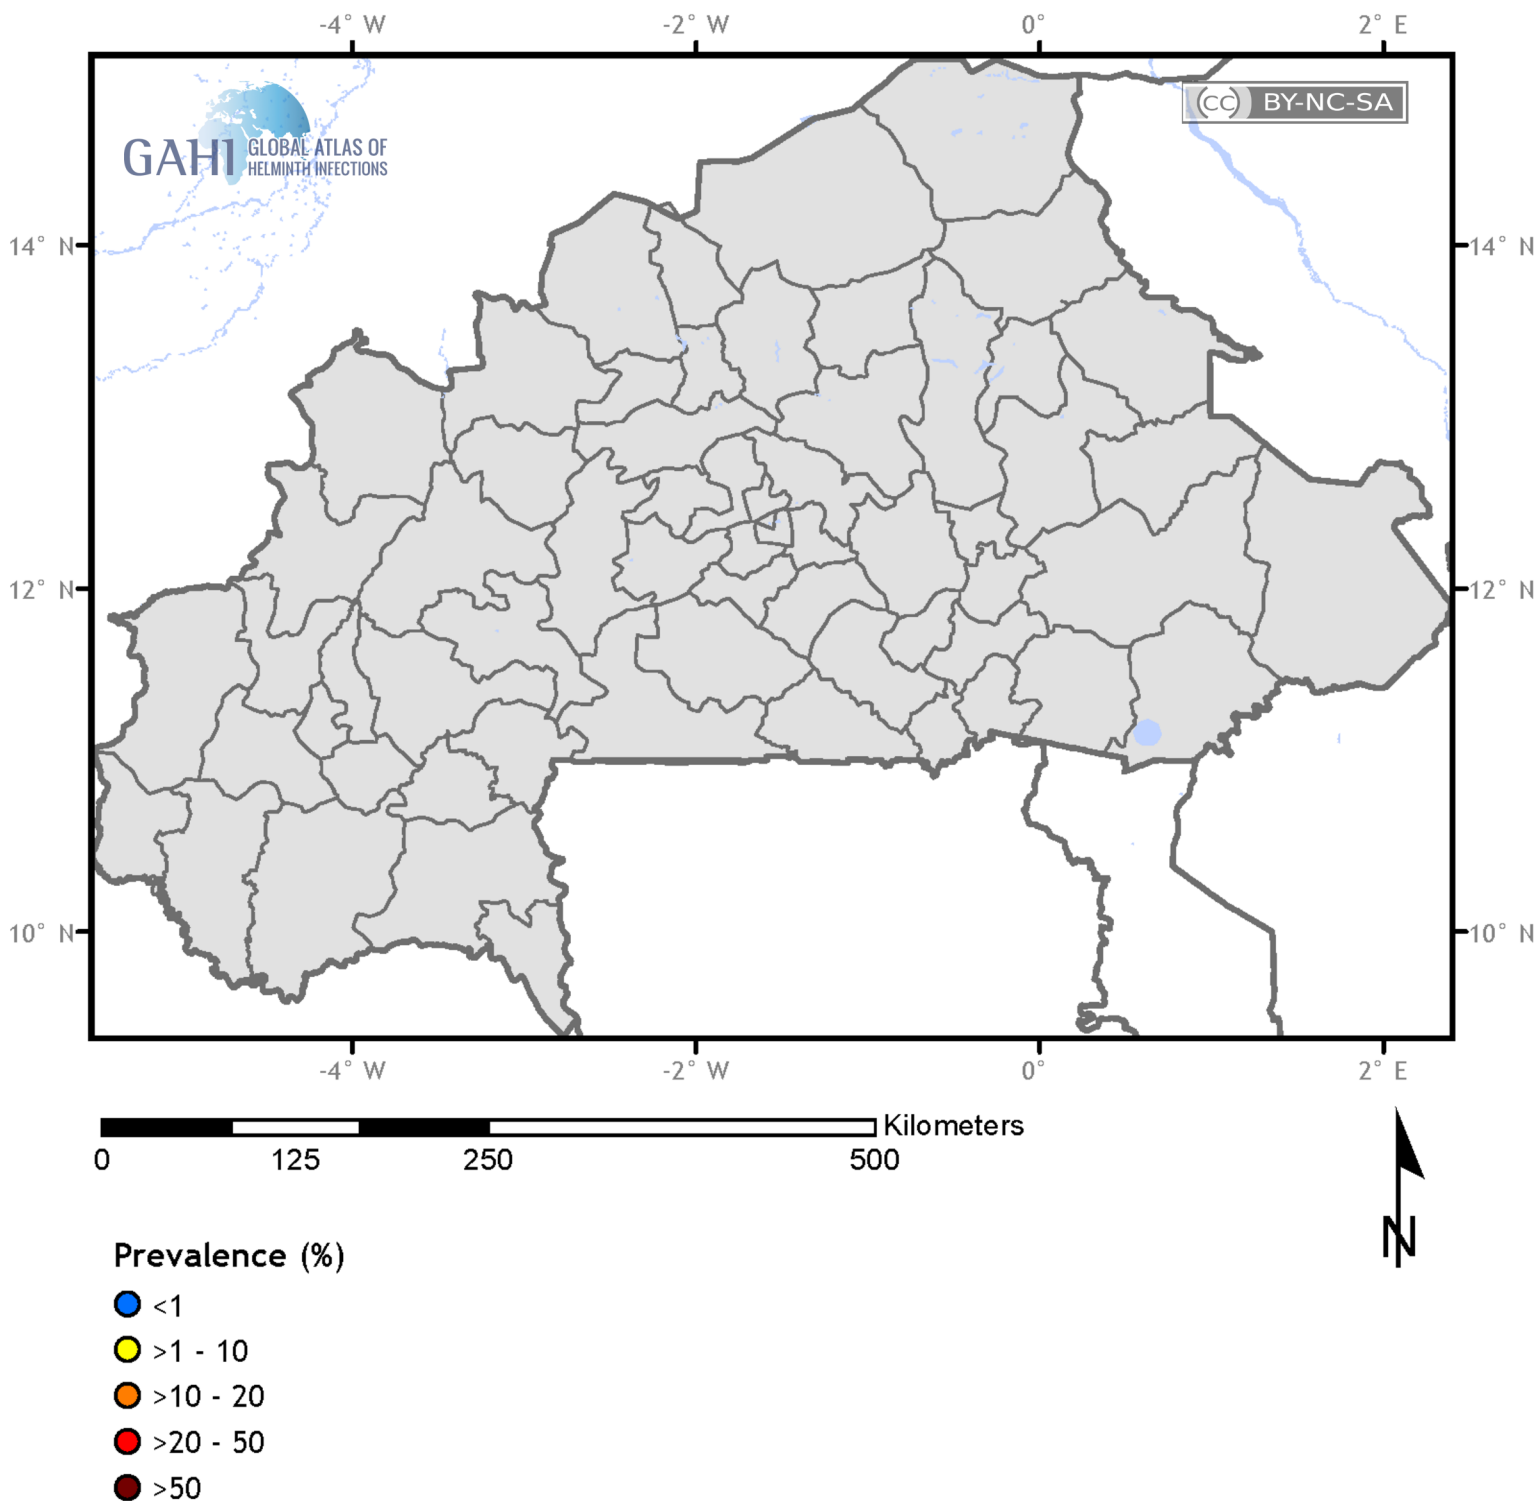 -4° W -2° W 0° 2° E
GAHI GLOBAL ATLAS OF
HELMINTH INFECTIONS
CC BY-NC-SA
14° N 14° N
12° N 12° N
10° N 10° N
-4° W -2° W 0° 2° E
Kilometers
0 125 250 500
N
Prevalence (%)
<1
>1 - 10
>10 - 20
>20 - 50
>50